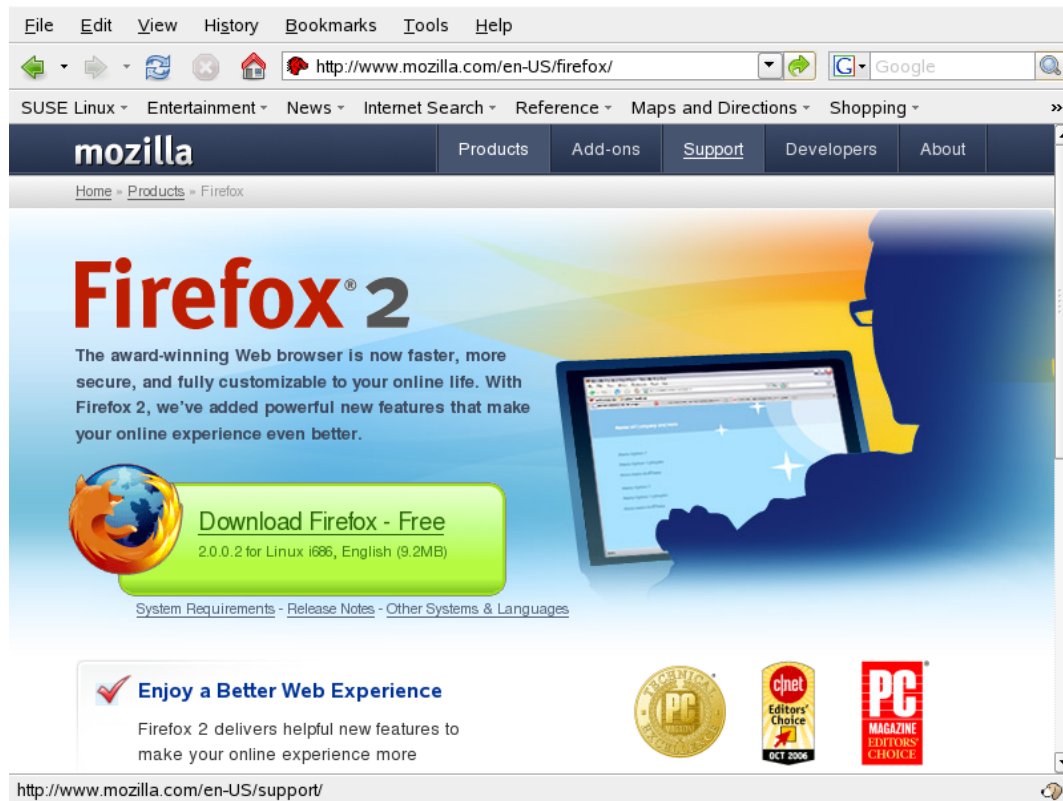 File Edit View History Bookmarks Tools Help
http://www.mozilla.com/en-US/firefox/ G Google
SUSE Linux Entertainment News Internet Search Reference Maps and Directions Shopping »
mozilla Products Add-ons Support Developers About
Home » Products » Firefox
Firefox® 2
The award-winning Web browser is now faster, more
secure, and fully customizable to your online life. With
Firefox 2, we've added powerful new features that make
your online experience even better.
Download Firefox - Free
2.0.0.2 for Linux i686, English (9.2MB)
System Requirements - Release Notes - Other Systems & Languages
Enjoy a Better Web Experience
Firefox 2 delivers helpful new features to
make your online experience more
TECHNICAL
PC
MAGAZINE
EXCELLENCE
c|net
Editors'
Choice
OCT 2006
PC®
MAGAZINE
EDITORS'
CHOICE
http://www.mozilla.com/en-US/support/